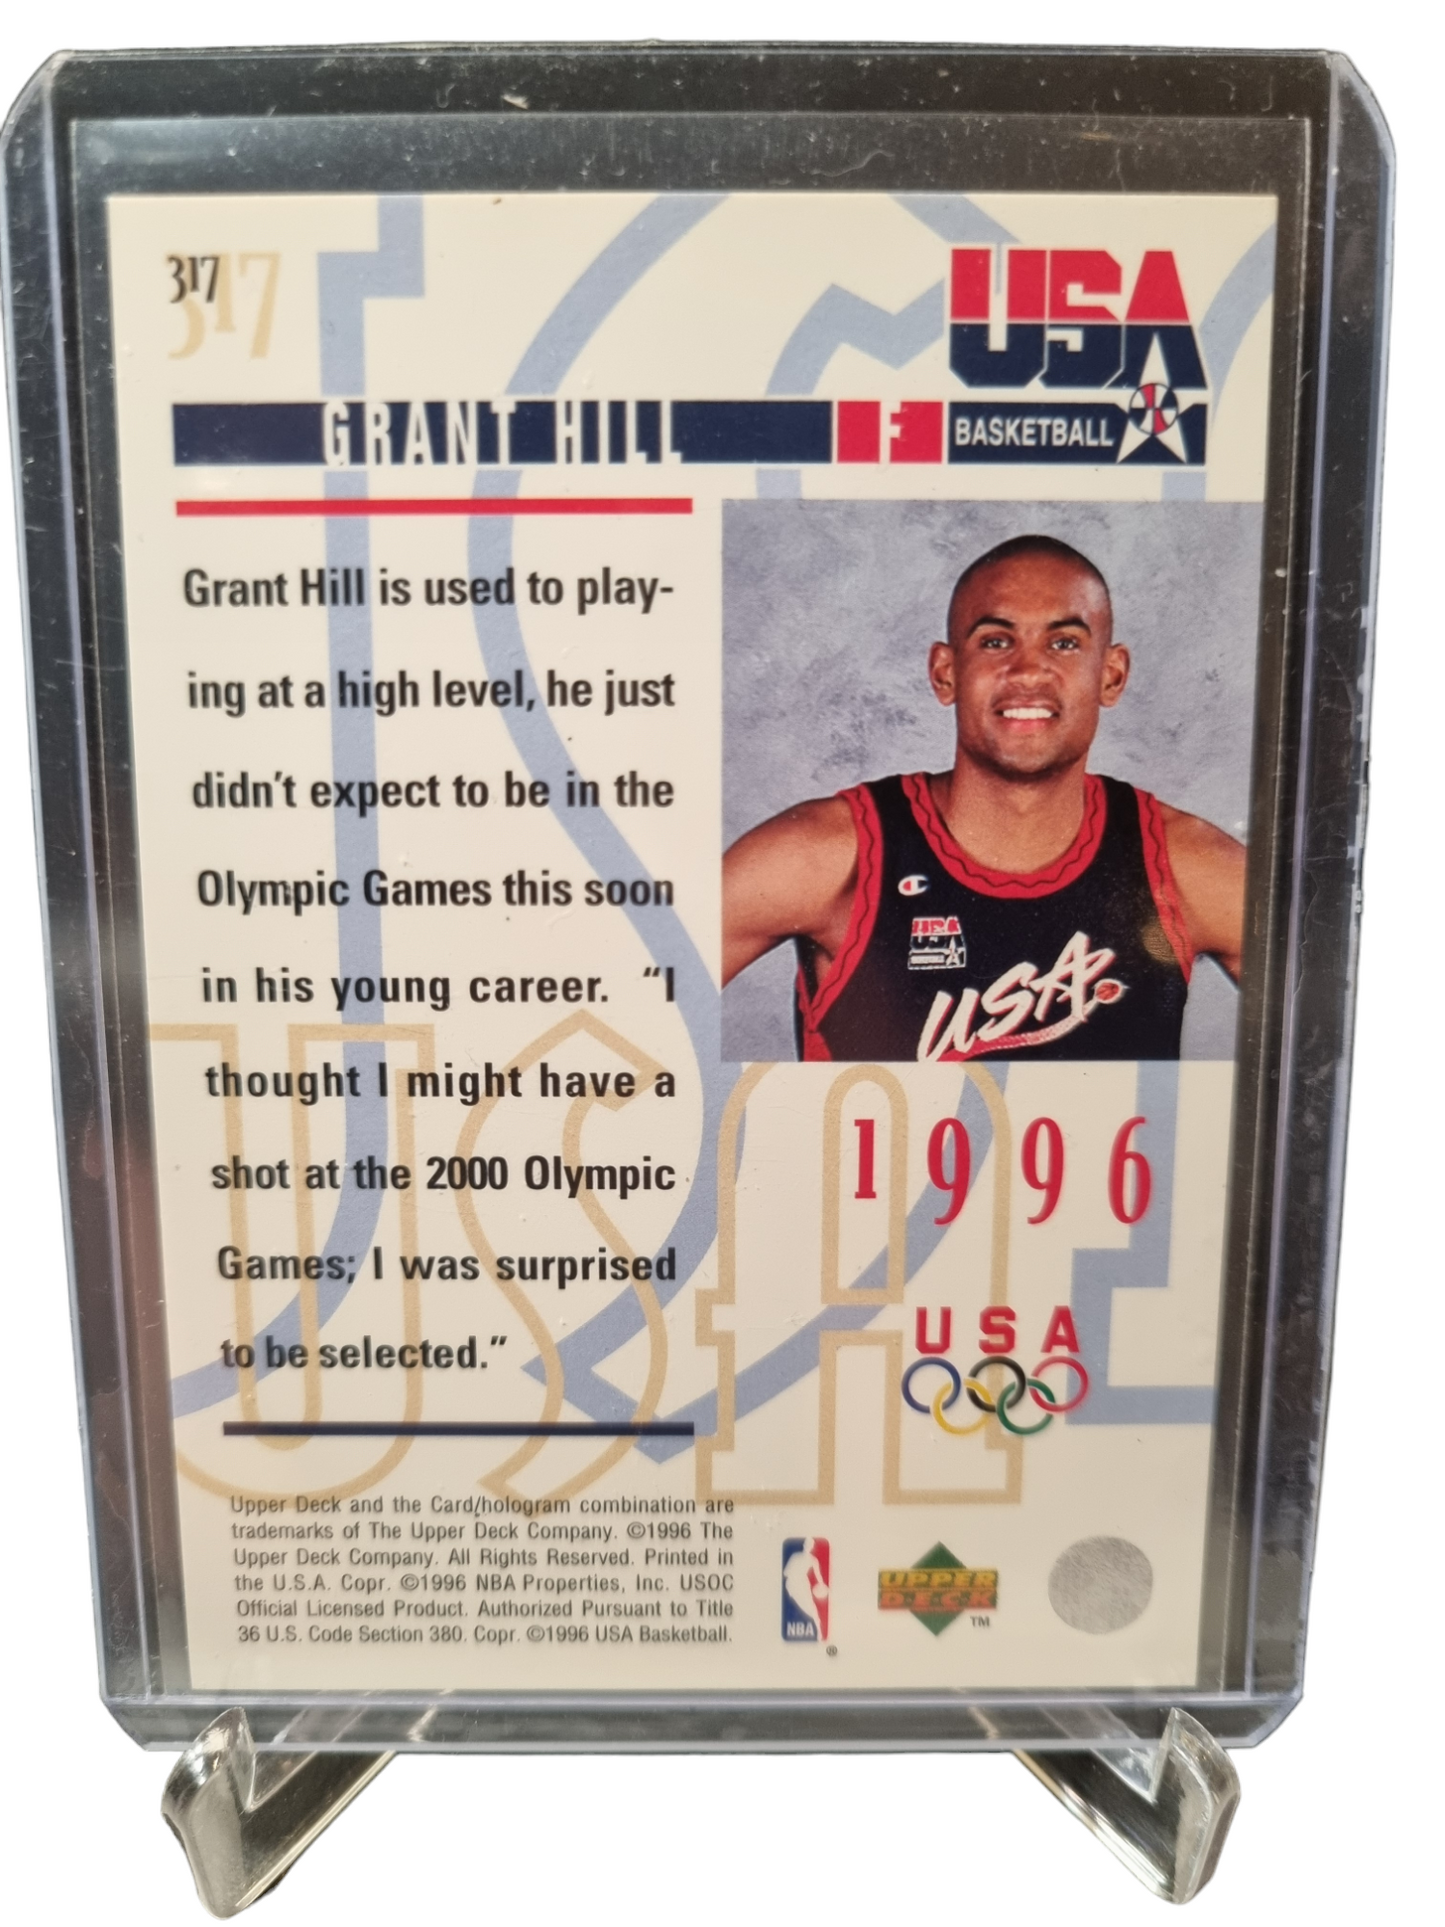 317
317
USA
GRANT HILL F BASKETBALL
Grant Hill is used to play-
ing at a high level, he just
didn't expect to be in the
Olympic Games this soon
in his young career. "I
thought I might have a
shot at the 2000 Olympic
Games; I was surprised
to be selected."
USA
BASKETBALL
USA
1996
USA
USA
Upper Deck and the Card/hologram combination are
trademarks of The Upper Deck Company. ©1996 The
Upper Deck Company. All Rights Reserved. Printed in
the U.S.A. Copr. ©1996 NBA Properties, Inc. USOC
Official Licensed Product. Authorized Pursuant to Title
36 U.S. Code Section 380. Copr. ©1996 USA Basketball.
NBA ®
UPPER
DECK ™